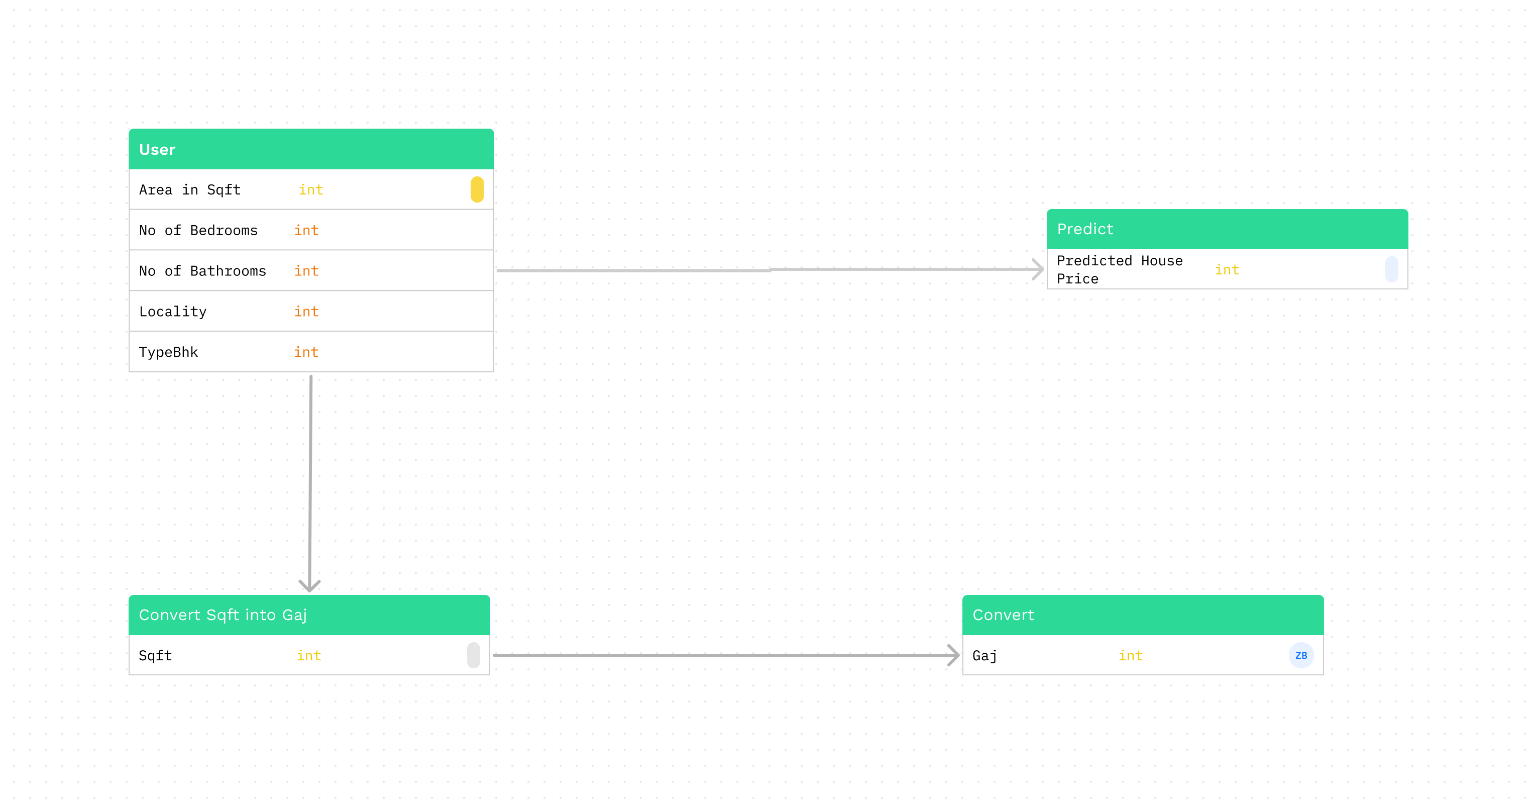 User
Area in Sqft int
No of Bedrooms int
No of Bathrooms int
Locality int
TypeBhk int
Predict
Predicted House
Price
int
Convert Sqft into Gaj
Sqft int
Convert
Gaj int ZB